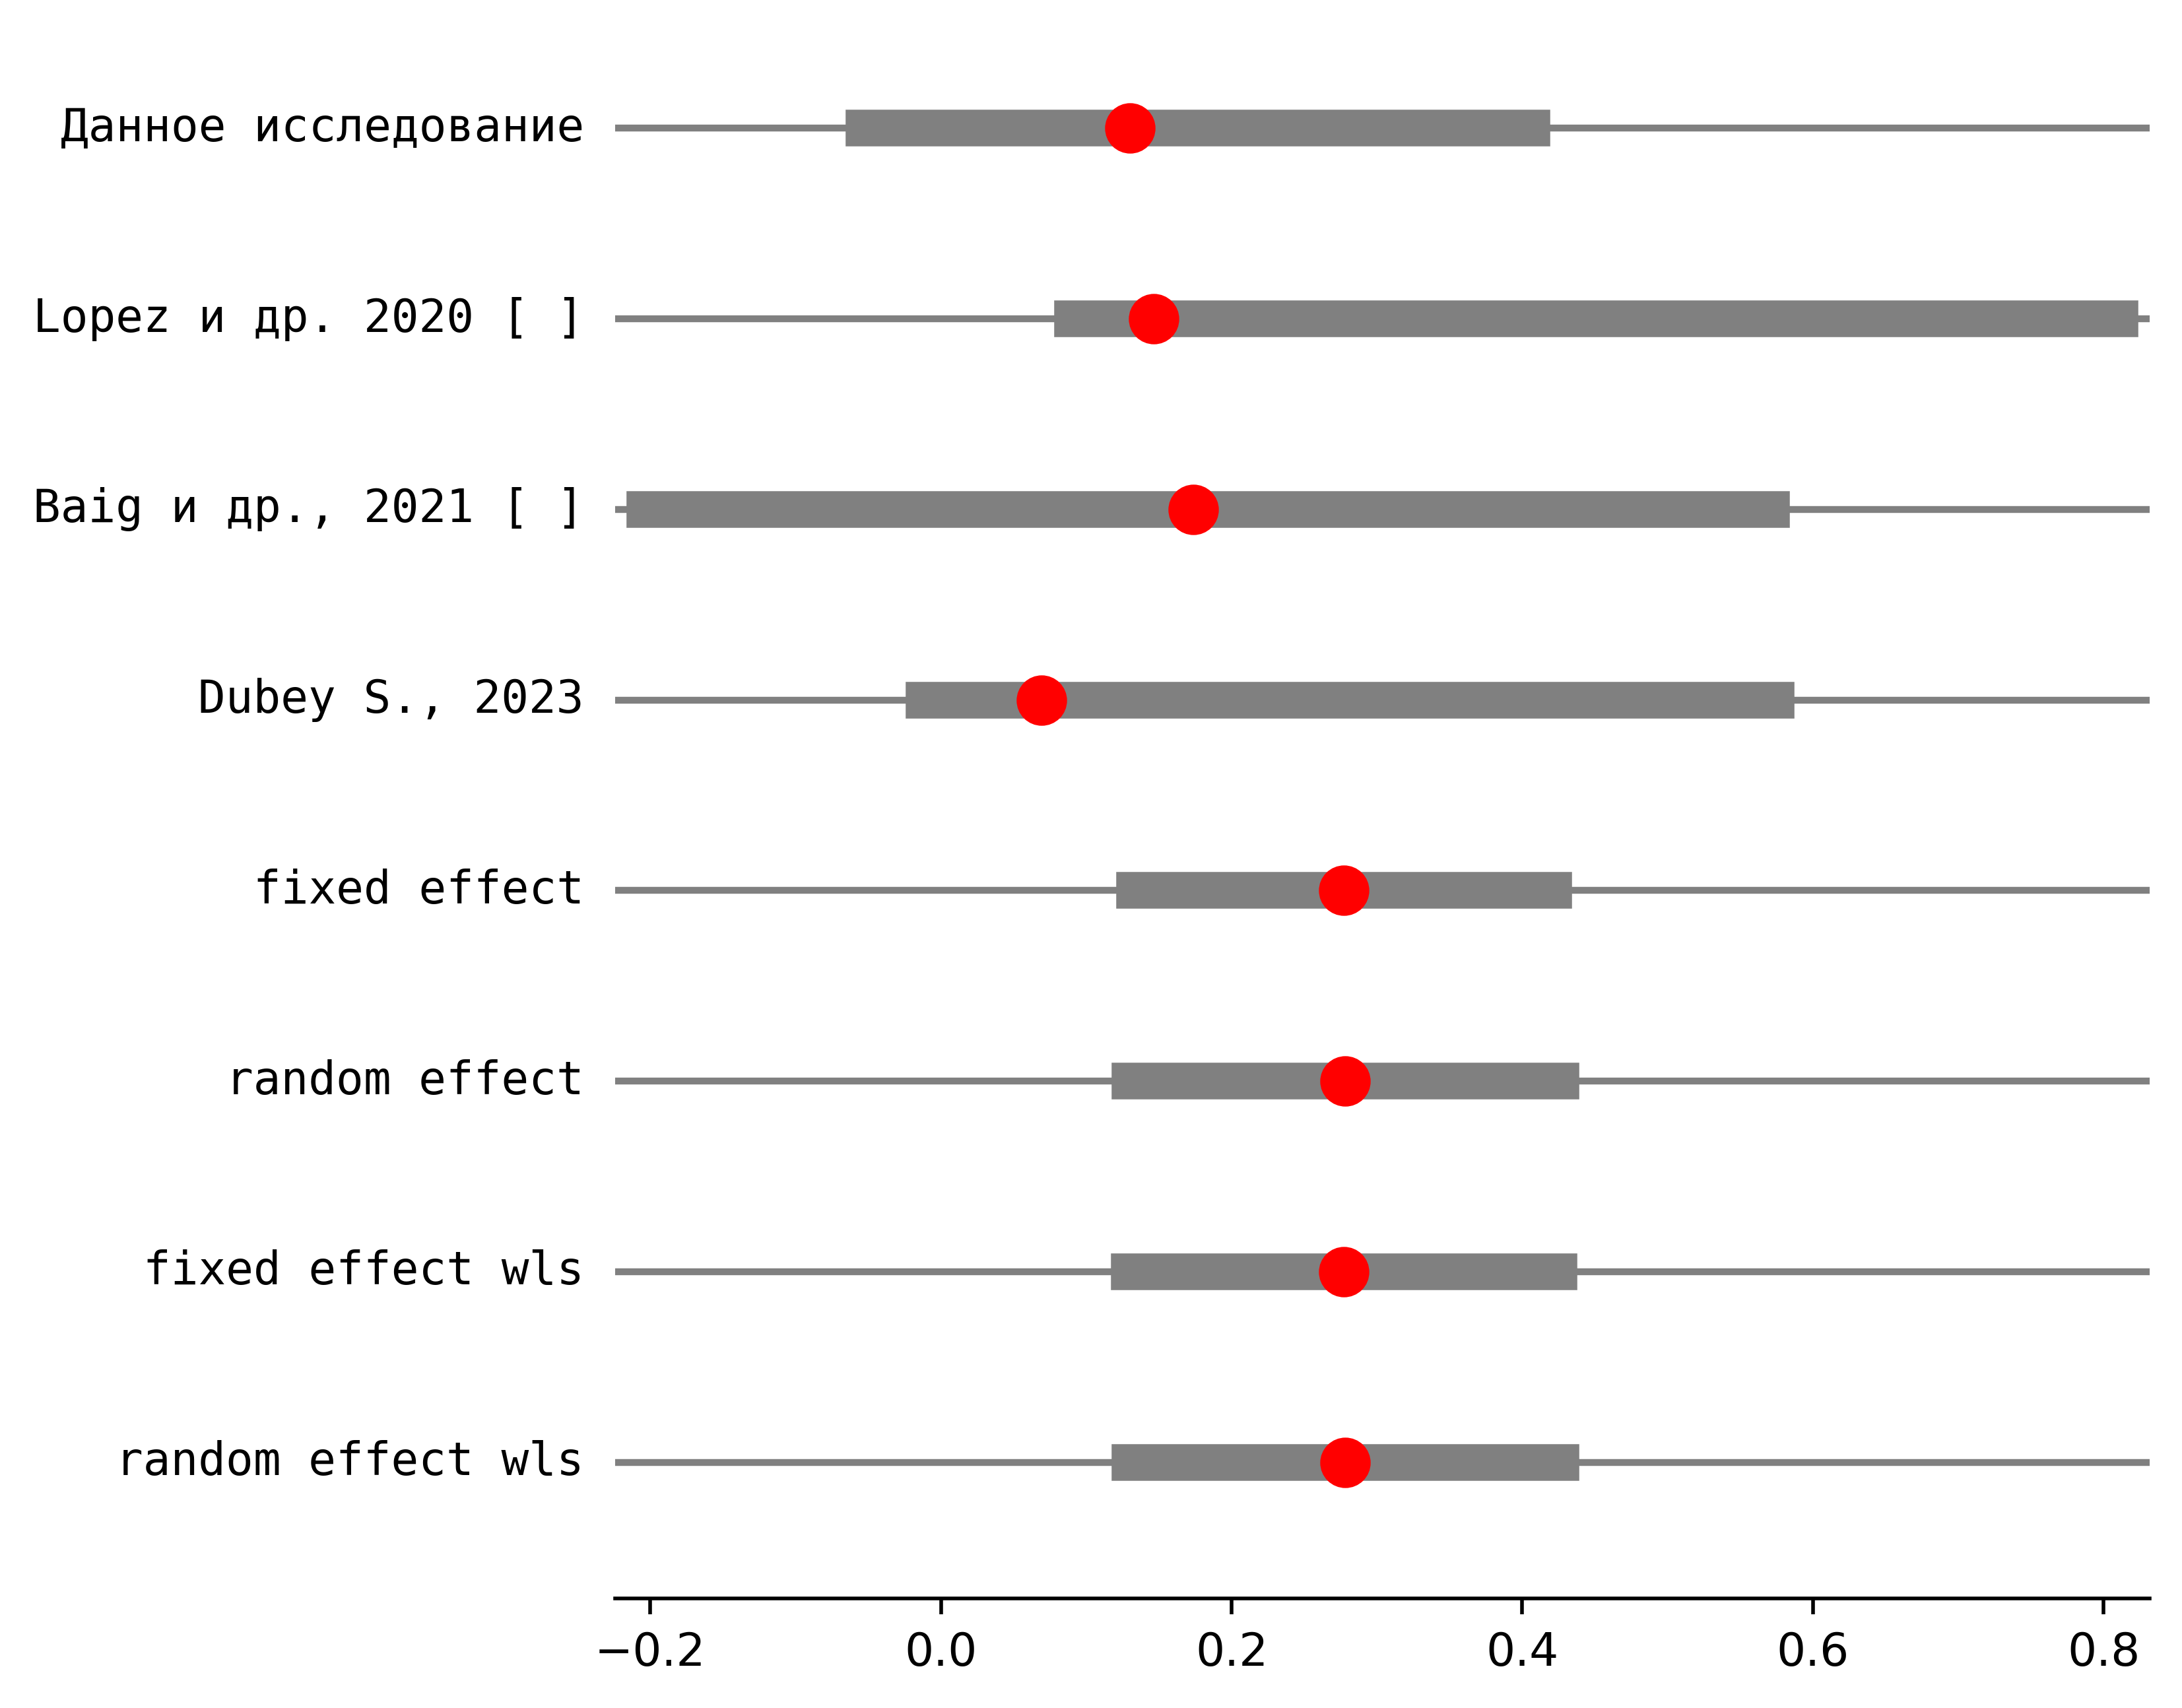 Данное исследование
Lopez и др. 2020 [ ]
Baig и др., 2021 [ ]
Dubey S., 2023
fixed effect
random effect
fixed effect wls
random effect wls
−0.2 0.0 0.2 0.4 0.6 0.8